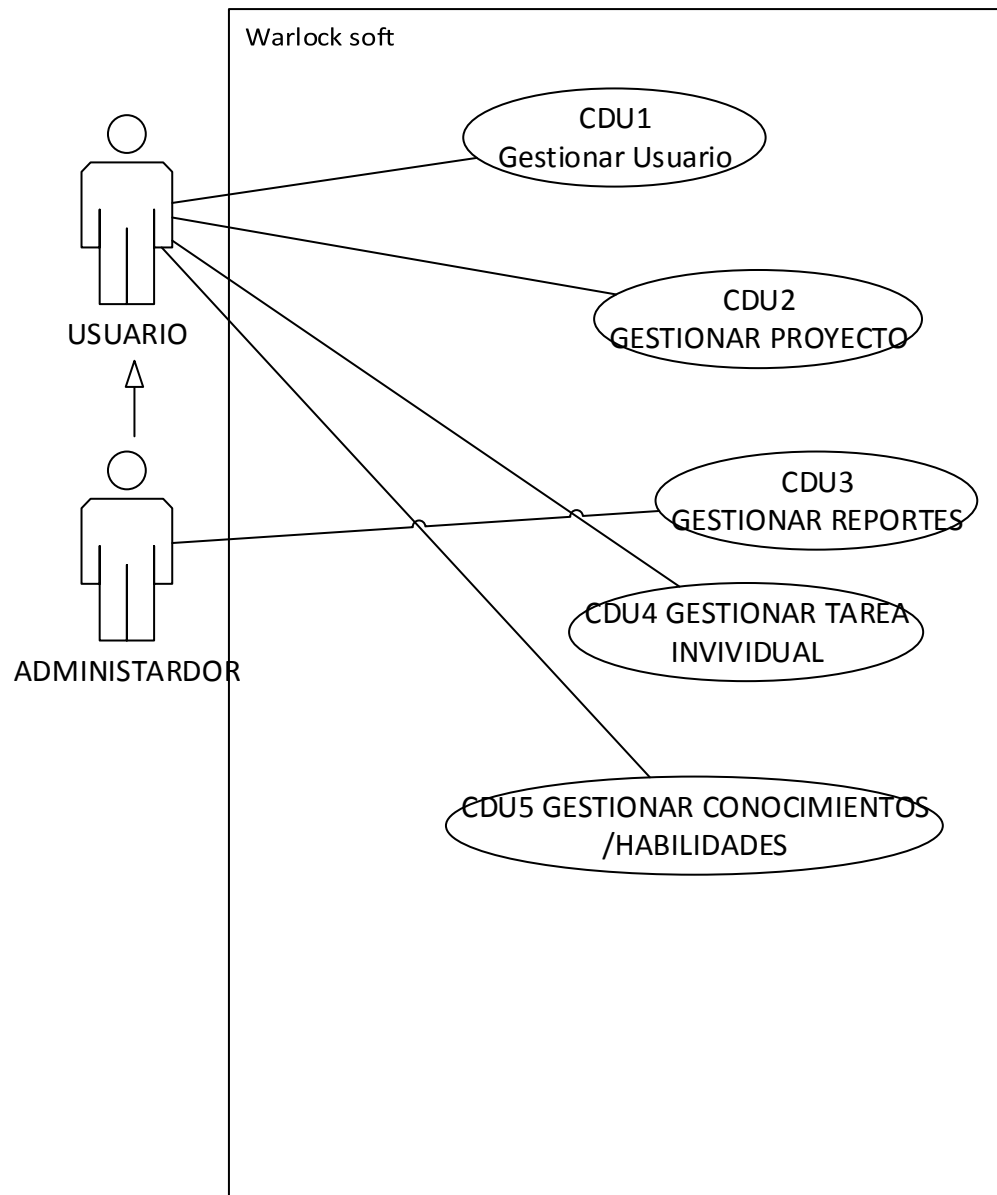 Warlock soft
CDU1
Gestionar Usuario
CDU2
GESTIONAR PROYECTO
USUARIO
CDU3
GESTIONAR REPORTES
CDU4 GESTIONAR TAREA
INVIVIDUAL
ADMINISTARDOR
CDU5 GESTIONAR CONOCIMIENTOS
/HABILIDADES